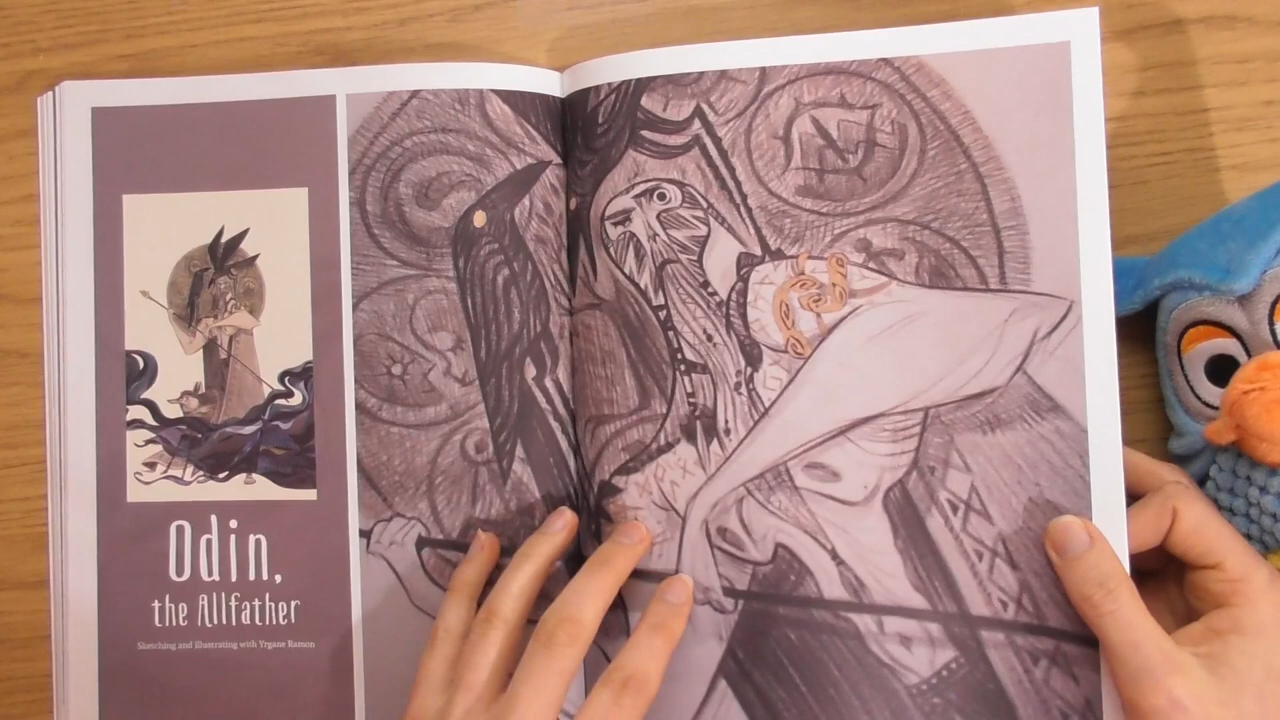 Odin,
the Allfather
Sketching and illustrating with Yrgane Ramon